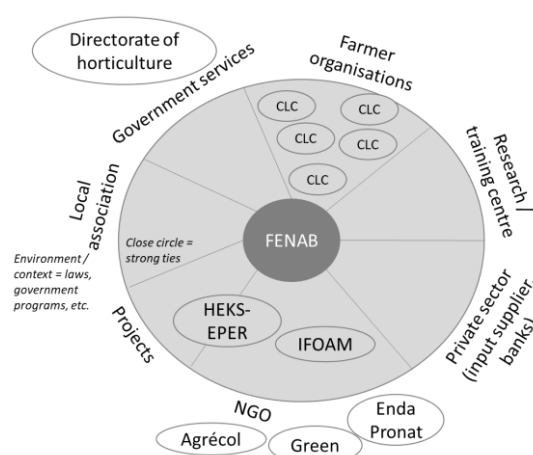 Directorate of
horticulture
Government services
Farmer
organisations
CLC
CLC
CLC
CLC
CLC
Research /
training centre
Local
association
Close circle =
strong ties
FENAB
Environment /
context = laws,
government
programs, etc.
Projects
HEKS-
EPER
IFOAM
Private sector
(input supplier,
banks)
NGO
Enda
Pronat
Agrécol
Green